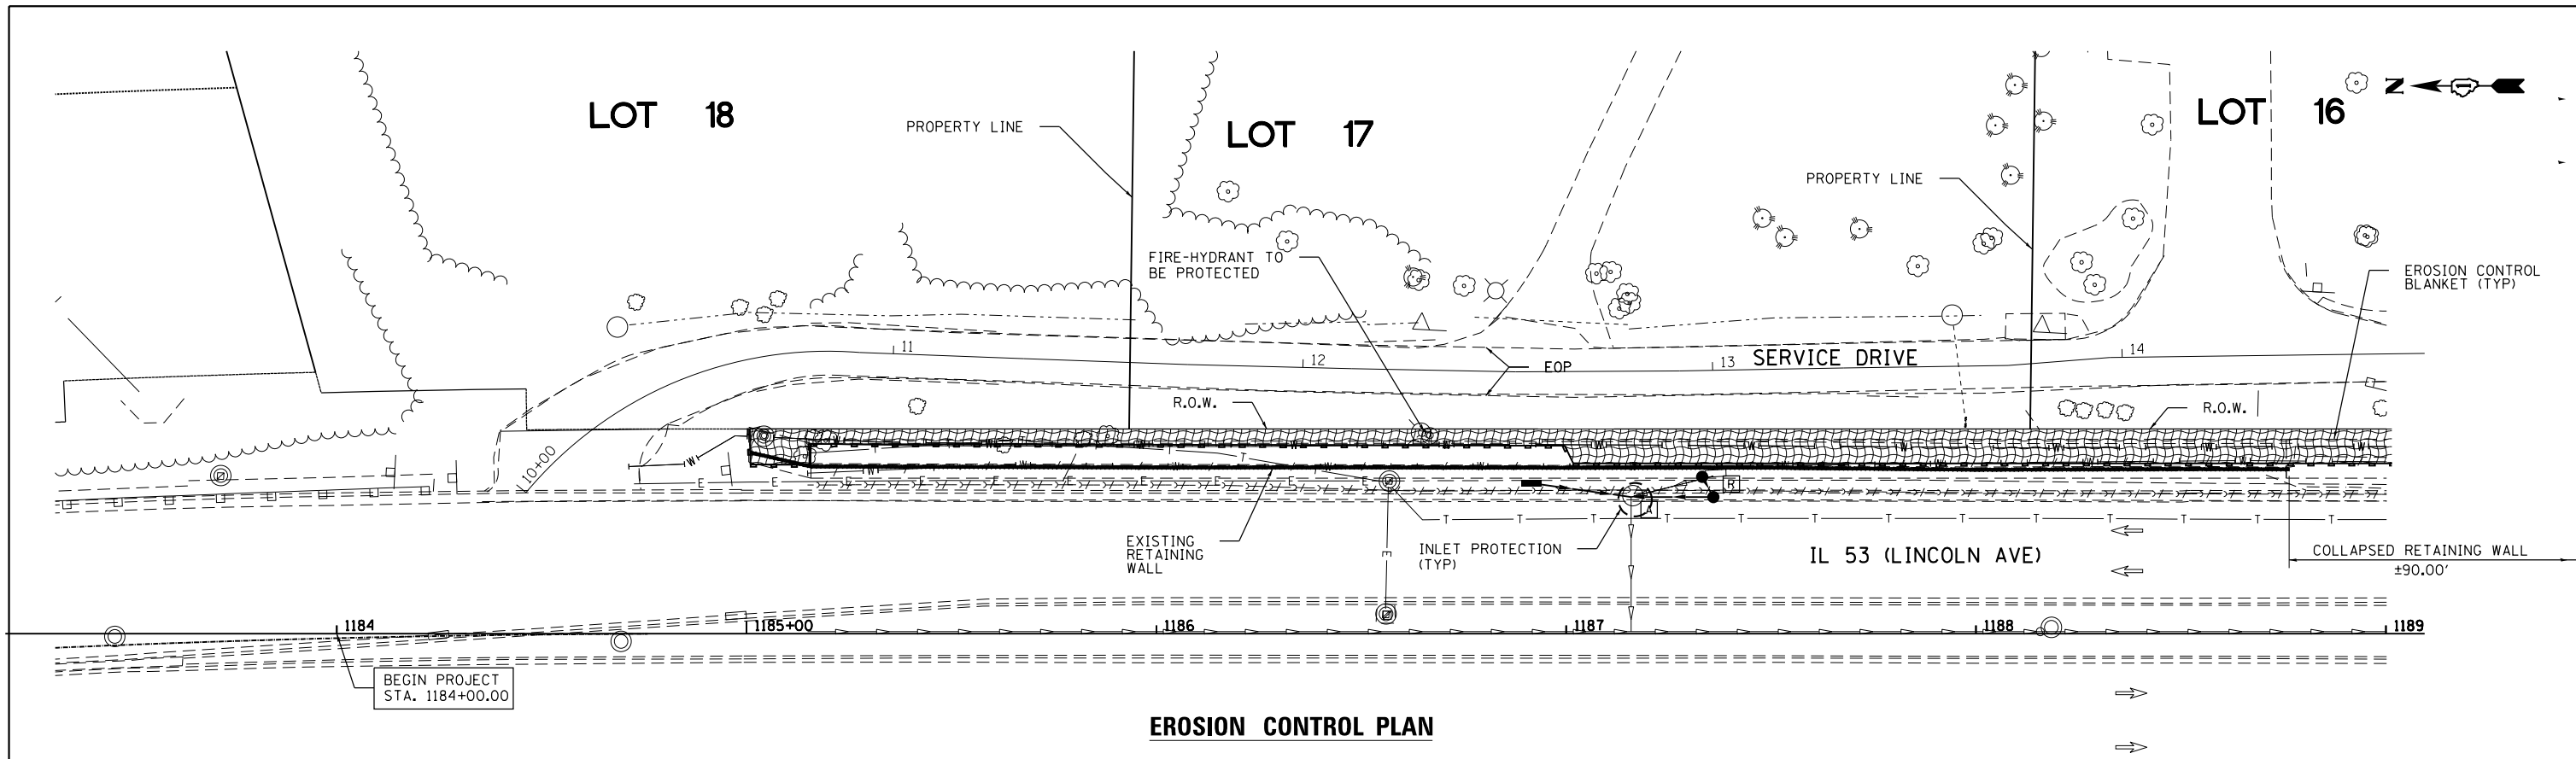 LOT 18
PROPERTY LINE
LOT 17
PROPERTY LINE
LOT 16
N
FIRE-HYDRANT TO
BE PROTECTED
EROSION CONTROL
BLANKET (TYP)
11
12
13
SERVICE DRIVE
14
EOP
R.O.W.
R.O.W.
10+00
W
W
W
W
W
W
W
W
W
W
T
T
T
E
E
E
E
E
E
E
E
E
R
A
T
T
T
T
T
T
T
T
T
T
T
T
T
EXISTING
RETAINING
WALL
E
INLET PROTECTION
(TYP)
IL 53 (LINCOLN AVE)
COLLAPSED RETAINING WALL
±90.00'
1184
1185+00
1186
1187
1188
1189
BEGIN PROJECT
STA. 1184+00.00
EROSION CONTROL PLAN